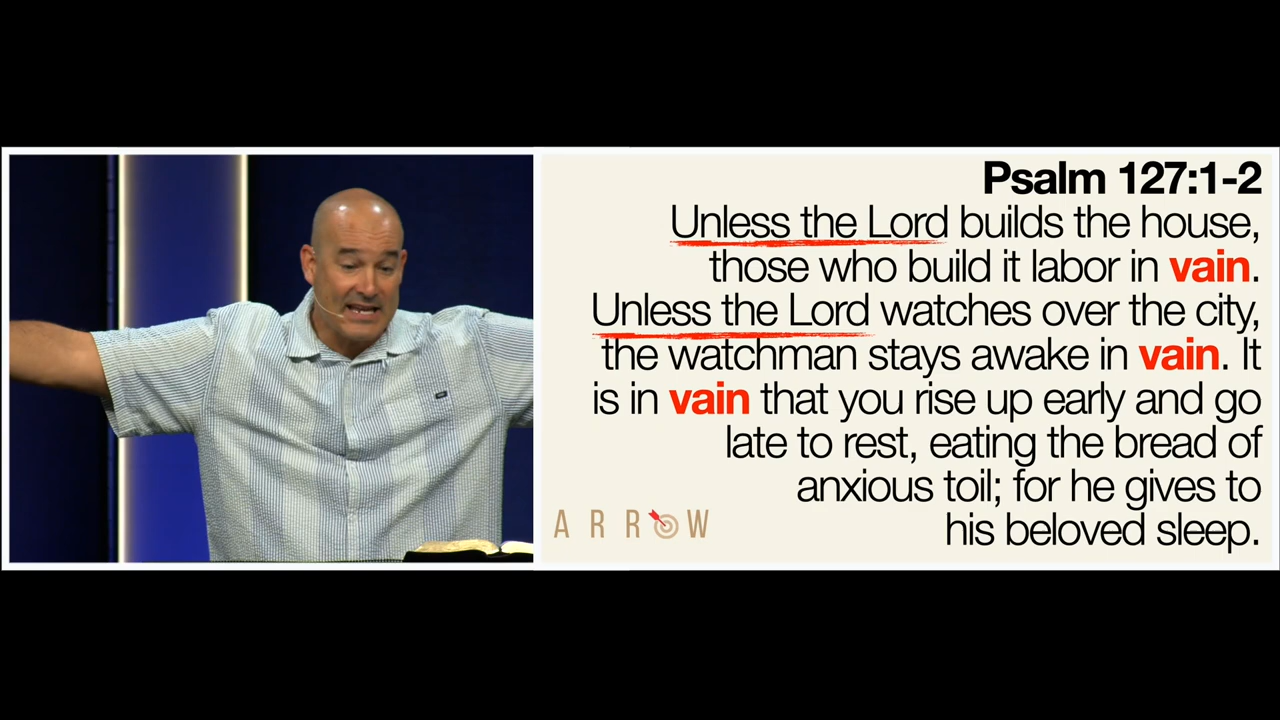 Psalm 127:1-2
Unless the Lord builds the house,
those who build it labor in vain.
Unless the Lord watches over the city,
the watchman stays awake in vain. It
is in vain that you rise up early and go
late to rest, eating the bread of
anxious toil; for he gives to
his beloved sleep.
ARROW